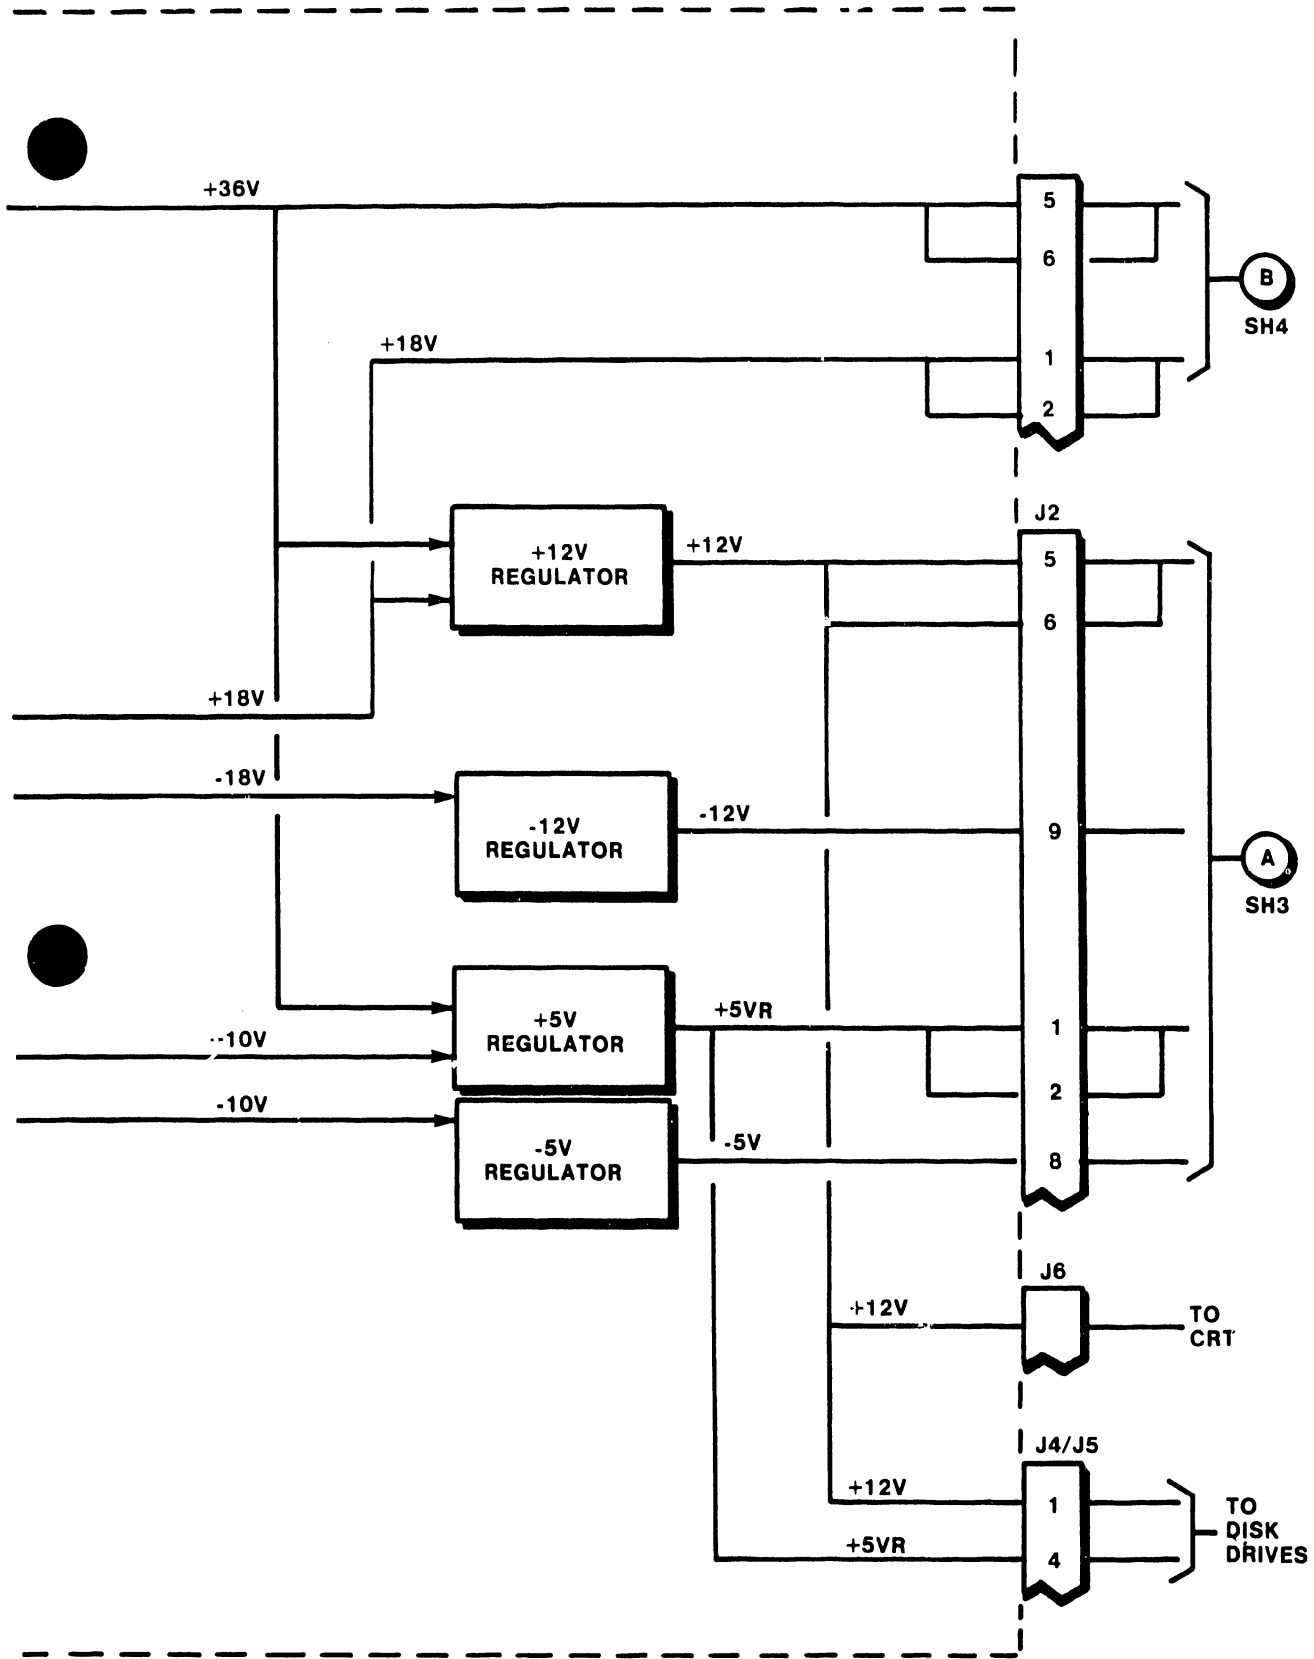 +36V
5
6
B
SH4
+18V
1
2
J2
+12V
REGULATOR
+12V
5
6
+18V
-18V
-12V
REGULATOR
-12V
9
A
SH3
+5V
REGULATOR
+5VR
1
-10V
2
-10V
-5V
REGULATOR
-5V
8
J6
+12V
TO
CRT
J4/J5
+12V
1
TO
DISK
DRIVES
+5VR
4